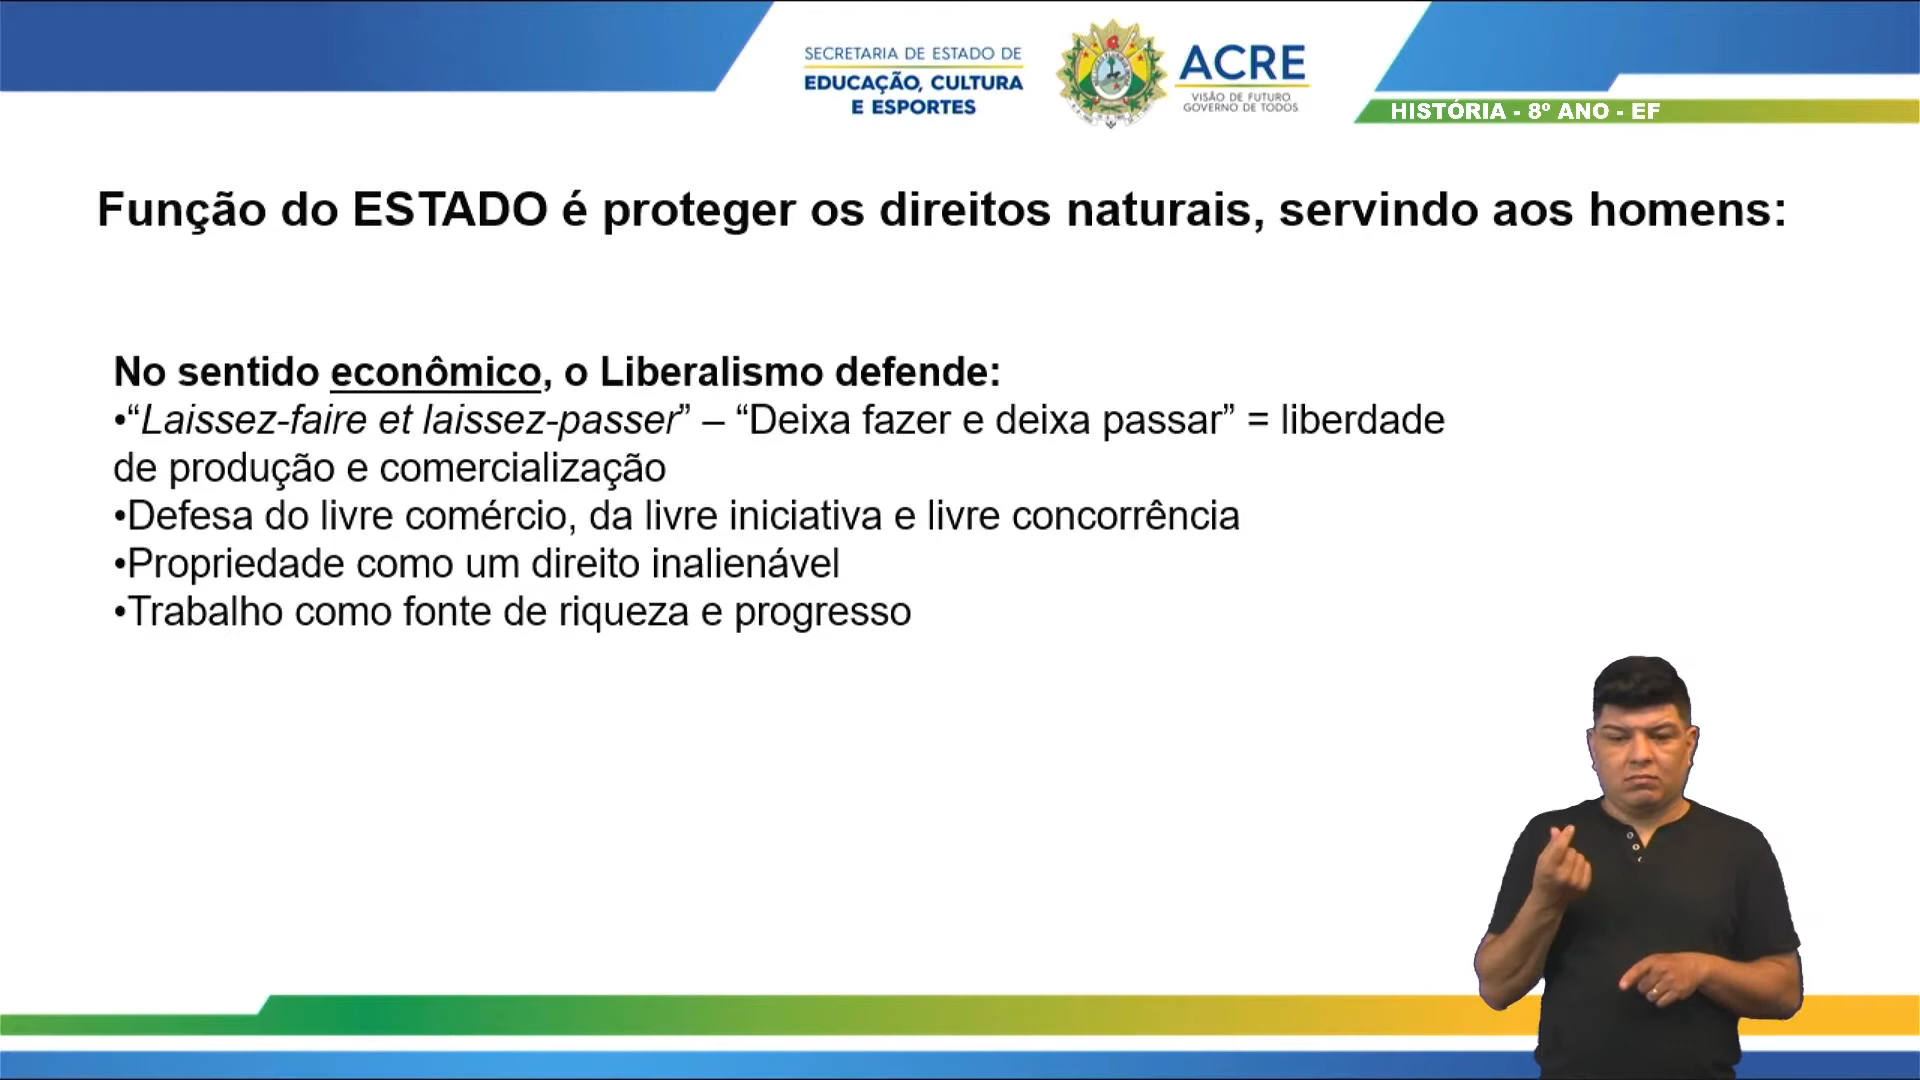 SECRETARIA DE ESTADO DE
EDUCAÇÃO, CULTURA
E ESPORTES
ACRE
VISÃO DE FUTURO
GOVERNO DE TODOS
HISTÓRIA - 8º ANO - EF
Função do ESTADO é proteger os direitos naturais, servindo aos homens:
No sentido econômico, o Liberalismo defende:
•“Laissez-faire et laissez-passer” – “Deixa fazer e deixa passar” = liberdade
de produção e comercialização
•Defesa do livre comércio, da livre iniciativa e livre concorrência
•Propriedade como um direito inalienável
•Trabalho como fonte de riqueza e progresso